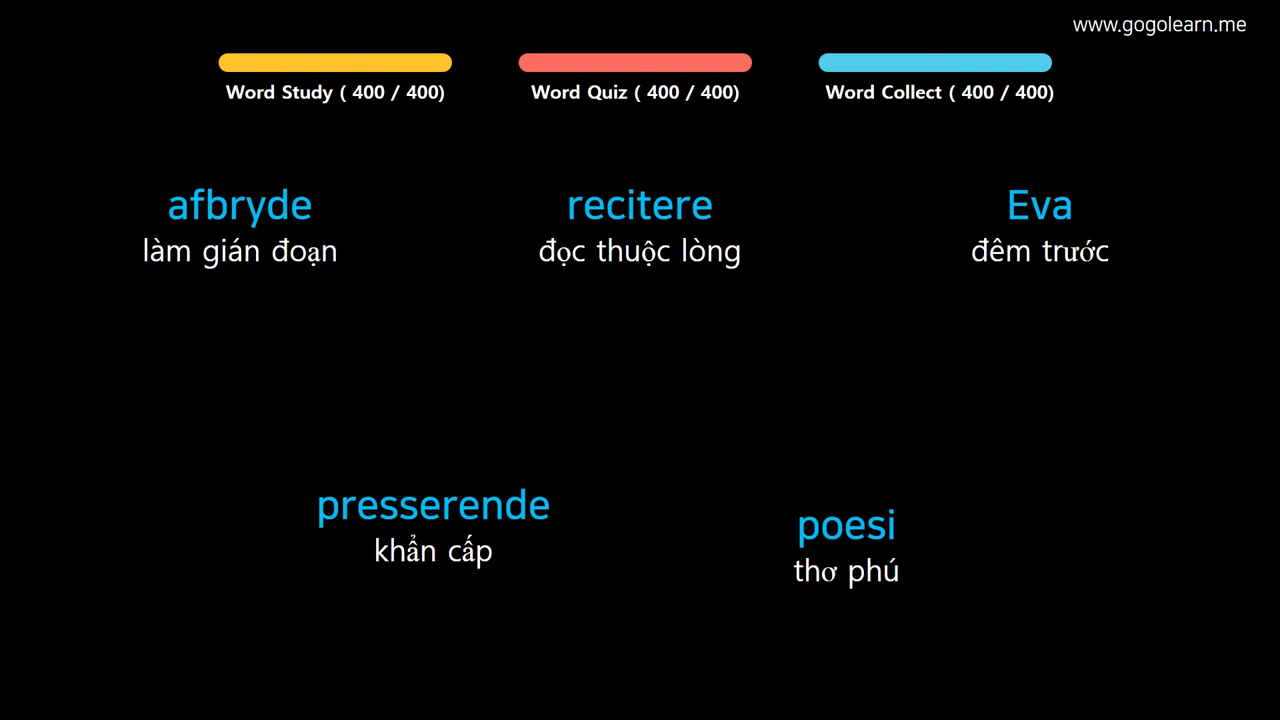 www.gogolearn.me
Word Study ( 400 / 400)
Word Quiz ( 400 / 400)
Word Collect ( 400 / 400)
afbryde
làm gián đoạn
recitere
đọc thuộc lòng
Eva
đêm trước
presserende
khẩn cấp
poesi
thơ phú